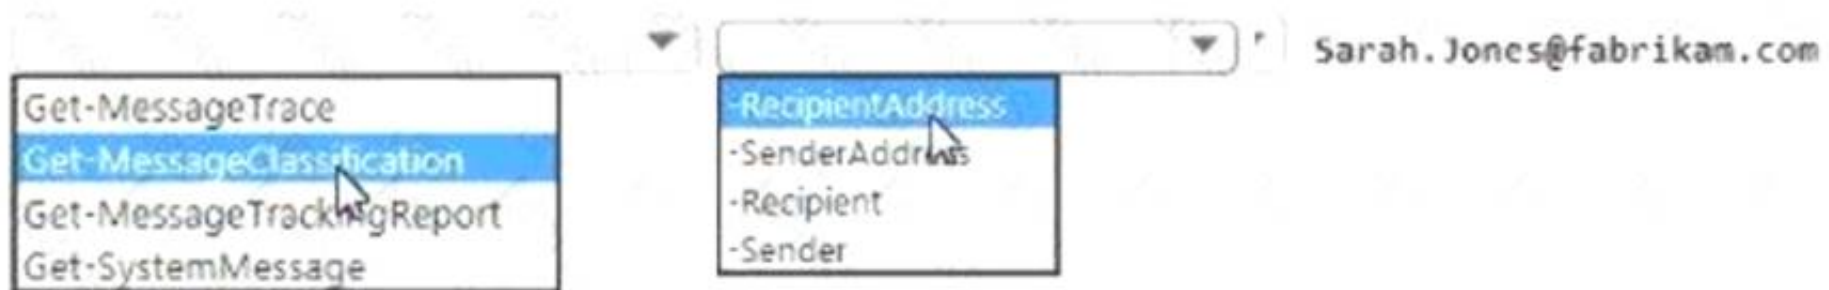 Sarah.Jones@fabrikam.com
Get-MessageTrace
Get-MessageClassification
Get-MessageTrackingReport
Get-SystemMessage
-RecipientAddress
-SenderAddress
-Recipient
-Sender